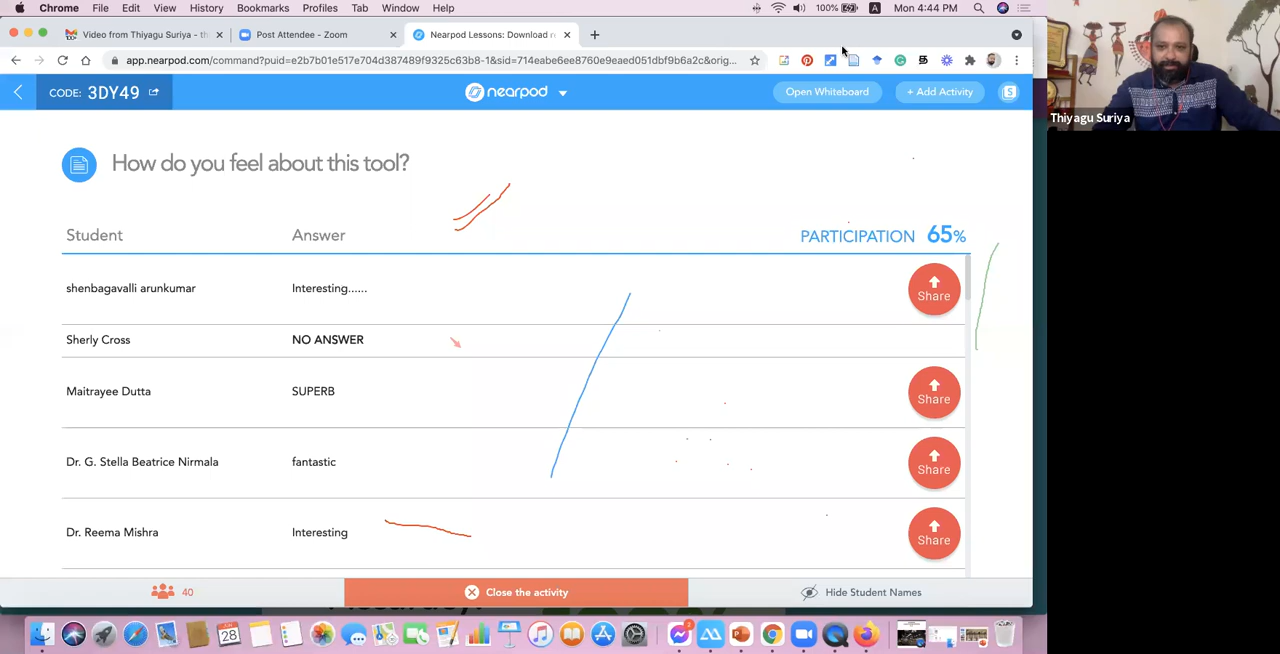 Chrome File Edit View History Bookmarks Profiles Tab Window Help 100% A Mon 4:44 PM
Video from Thiyagu Suriya - th Post Attendee - Zoom Nearpod Lessons: Download r
app.nearpod.com/command?puid=e2b7b01e517e704d387489f9326c6328-1&sid=714eabe6ee8760e9eaed051dbf9b6a2c&orig...
CODE: 3DY49 nearpod Open Whiteboard + Add Activity S
Thiyagu Suriya
How do you feel about this tool?
Student Answer PARTICIPATION 65%
shenbagavalli arunkumar Interesting...... Share
Sherly Cross NO ANSWER
Maitrayee Dutta SUPERB Share
Dr. G. Stella Beatrice Nirmala fantastic Share
Dr. Reema Mishra Interesting Share
40 Close the activity Hide Student Names
28 2